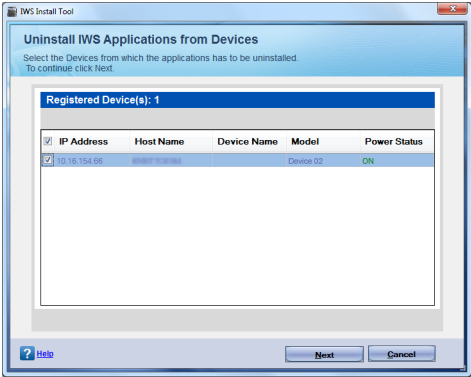 IWS Install Tool
Uninstall IWS Applications from Devices
Select the Devices from which the applications has to be uninstalled.
To continue click Next.
Registered Device(s): 1
IP Address Host Name Device Name Model Power Status
10.16.154.66 Device 02 ON
? Help Next Cancel